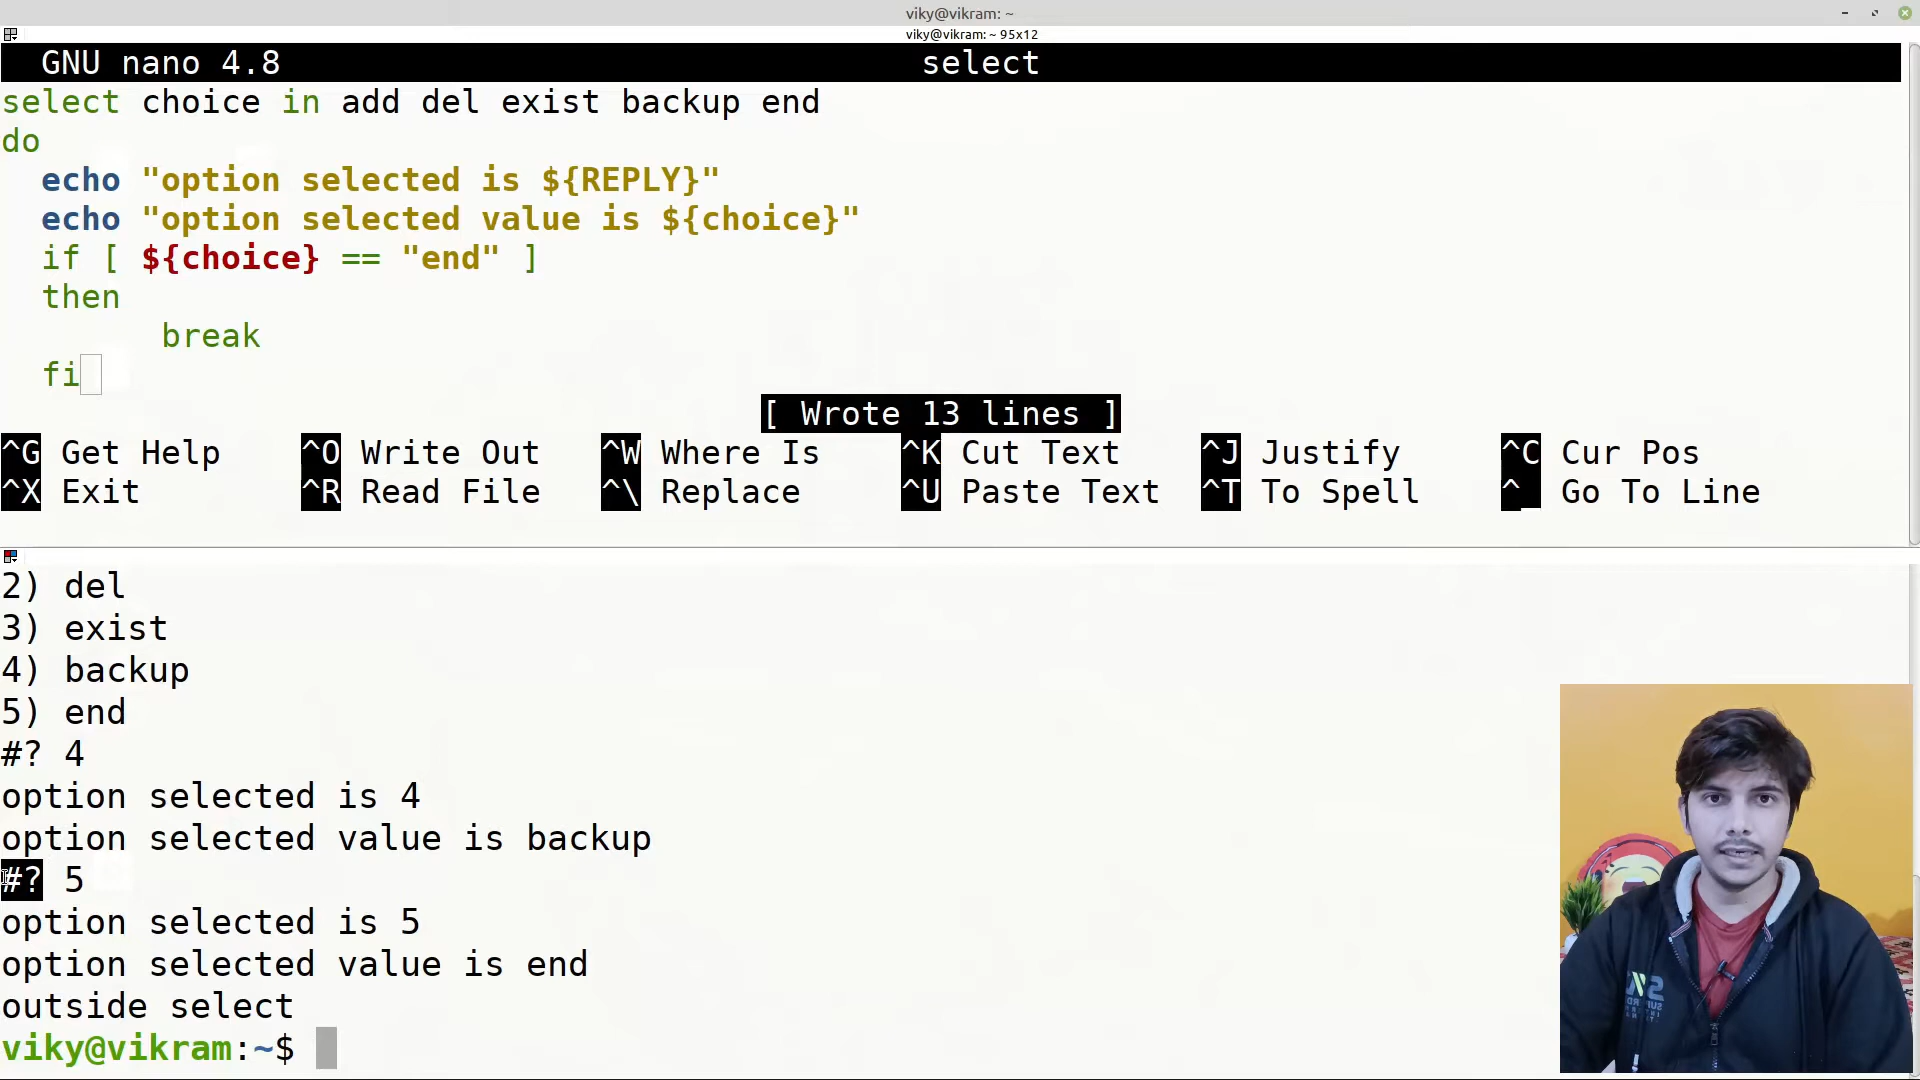 viky@vikram: ~
viky@vikram: ~ 95x12
GNU nano 4.8 select
select choice in add del exist backup end
do
echo "option selected is ${REPLY}"
echo "option selected value is ${choice}"
if [ ${choice} == "end" ]
then
break
fi
[ Wrote 13 lines ]
^G Get Help ^O Write Out ^W Where Is ^K Cut Text ^J Justify ^C Cur Pos
^X Exit ^R Read File ^\ Replace ^U Paste Text ^T To Spell ^_ Go To Line
2) del
3) exist
4) backup
5) end
#? 4
option selected is 4
option selected value is backup
#? 5
option selected is 5
option selected value is end
outside select
viky@vikram:~$